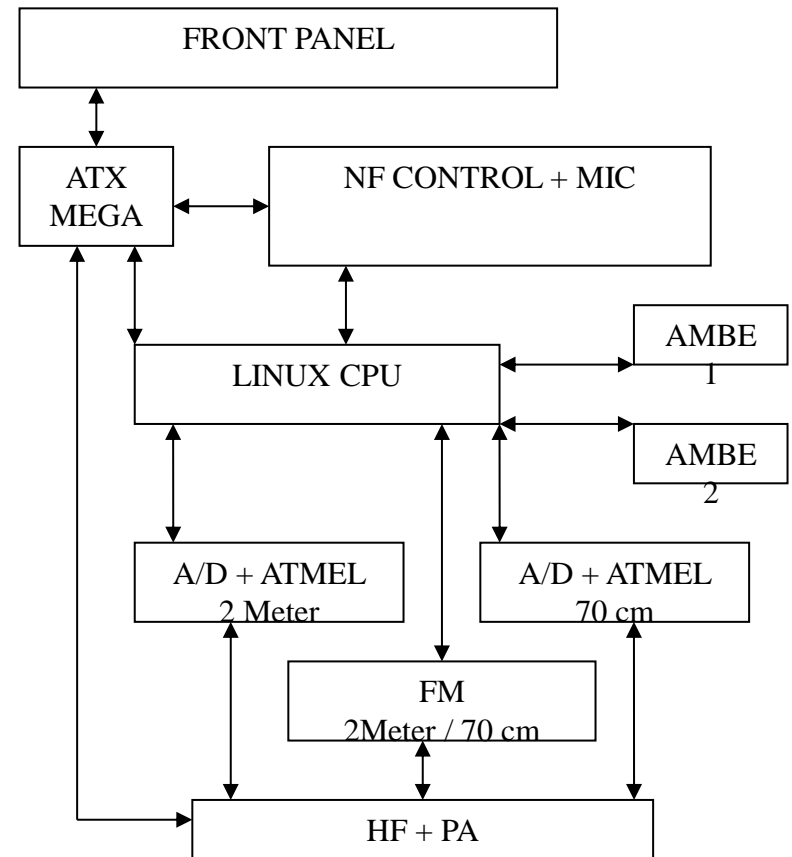 FRONT PANEL
ATX
MEGA
NF CONTROL + MIC
LINUX CPU
AMBE
1
AMBE
2
A/D + ATMEL
2 Meter
A/D + ATMEL
70 cm
FM
2Meter / 70 cm
HF + PA